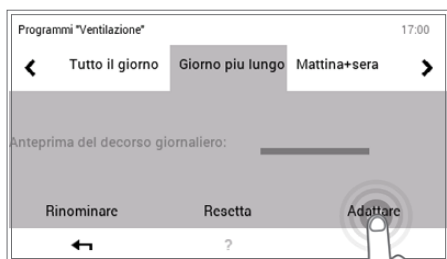 Programmi "Ventilazione" 17:00
Tutto il giorno Giorno piu lungo Mattina+sera
Anteprima del decorso giornaliero:
Rinominare Resetta Adattare
?